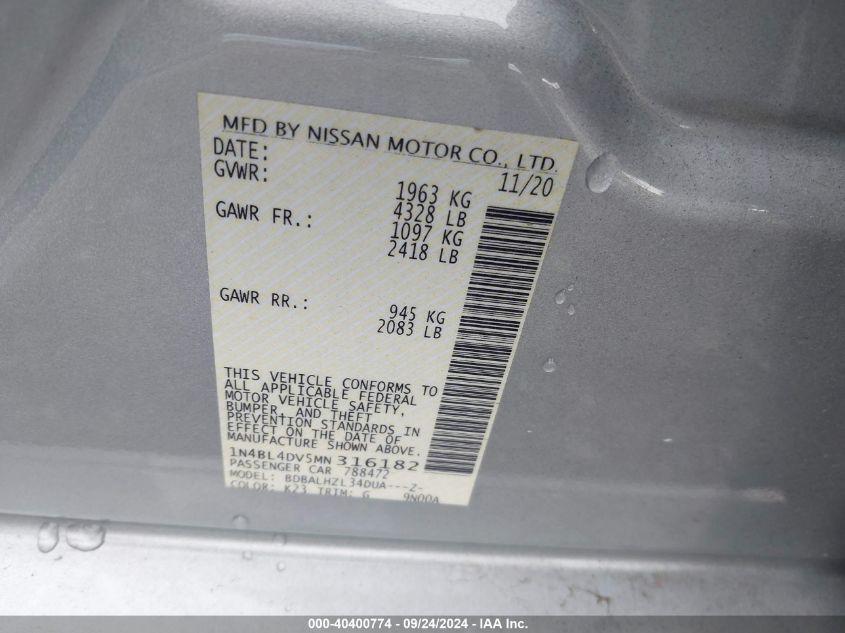 MFD BY NISSAN MOTOR CO., LTD.
DATE: 11/20
GVWR: 1963 KG
4328 LB
GAWR FR.: 1097 KG
2418 LB
GAWR RR.: 945 KG
2083 LB
THIS VEHICLE CONFORMS TO
ALL APPLICABLE FEDERAL
MOTOR VEHICLE SAFETY,
BUMPER, AND THEFT
PREVENTION STANDARDS IN
EFFECT ON THE DATE OF
MANUFACTURE SHOWN ABOVE.
1N4BL4DV5MN316182
PASSENGER CAR 788472
MODEL: BDBALHZL34DUA---Z-
COLOR: K23 TRIM: G 9N00A
000-40400774 - 09/24/2024 - IAA Inc.